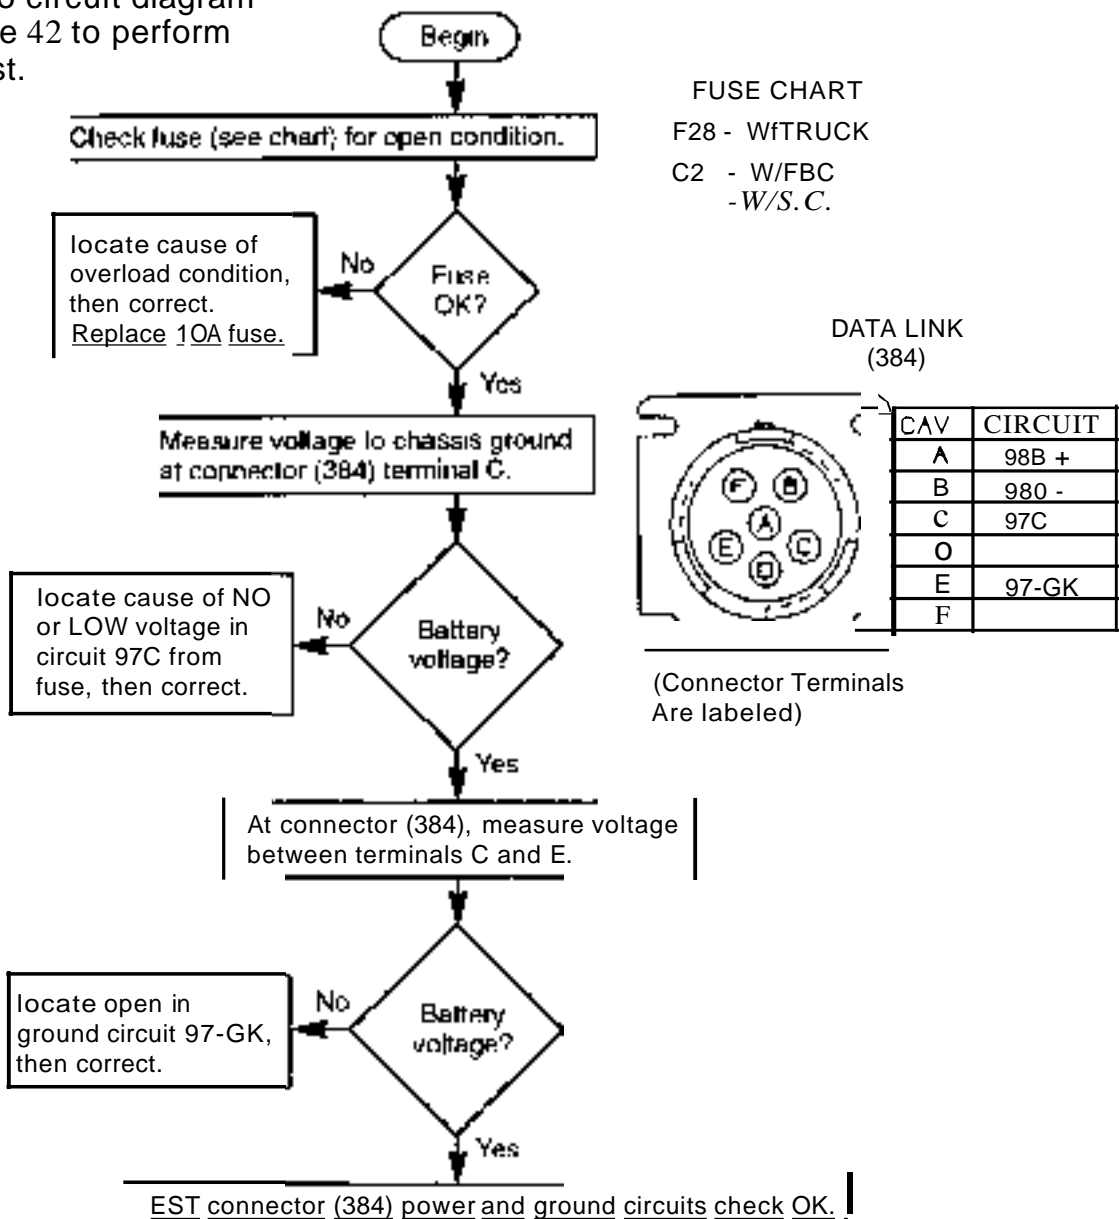 o circuit diagram
e 42 to perform
st.
Begin
Check fuse (see chart) for open condition.
FUSE CHART
F28 - WfTRUCK
C2 - W/FBC
-W/S.C.
locate cause of
overload condition,
then correct.
Replace 1OA fuse.
No
Fuse
OK?
Yes
Measure voltage lo chassis ground
at connector (384) terminal C.
DATA LINK
(384)
CAV CIRCUIT
A 98B +
B 980 -
C 97C
O
E 97-GK
F
F B
A
E C
D
(Connector Terminals
Are labeled)
locate cause of NO
or LOW voltage in
circuit 97C from
fuse, then correct.
No
Battery
voltage?
Yes
At connector (384), measure voltage
between terminals C and E.
locate open in
ground circuit 97-GK,
then correct.
No
Battery
voltage?
Yes
EST connector (384) power and ground circuits check OK.